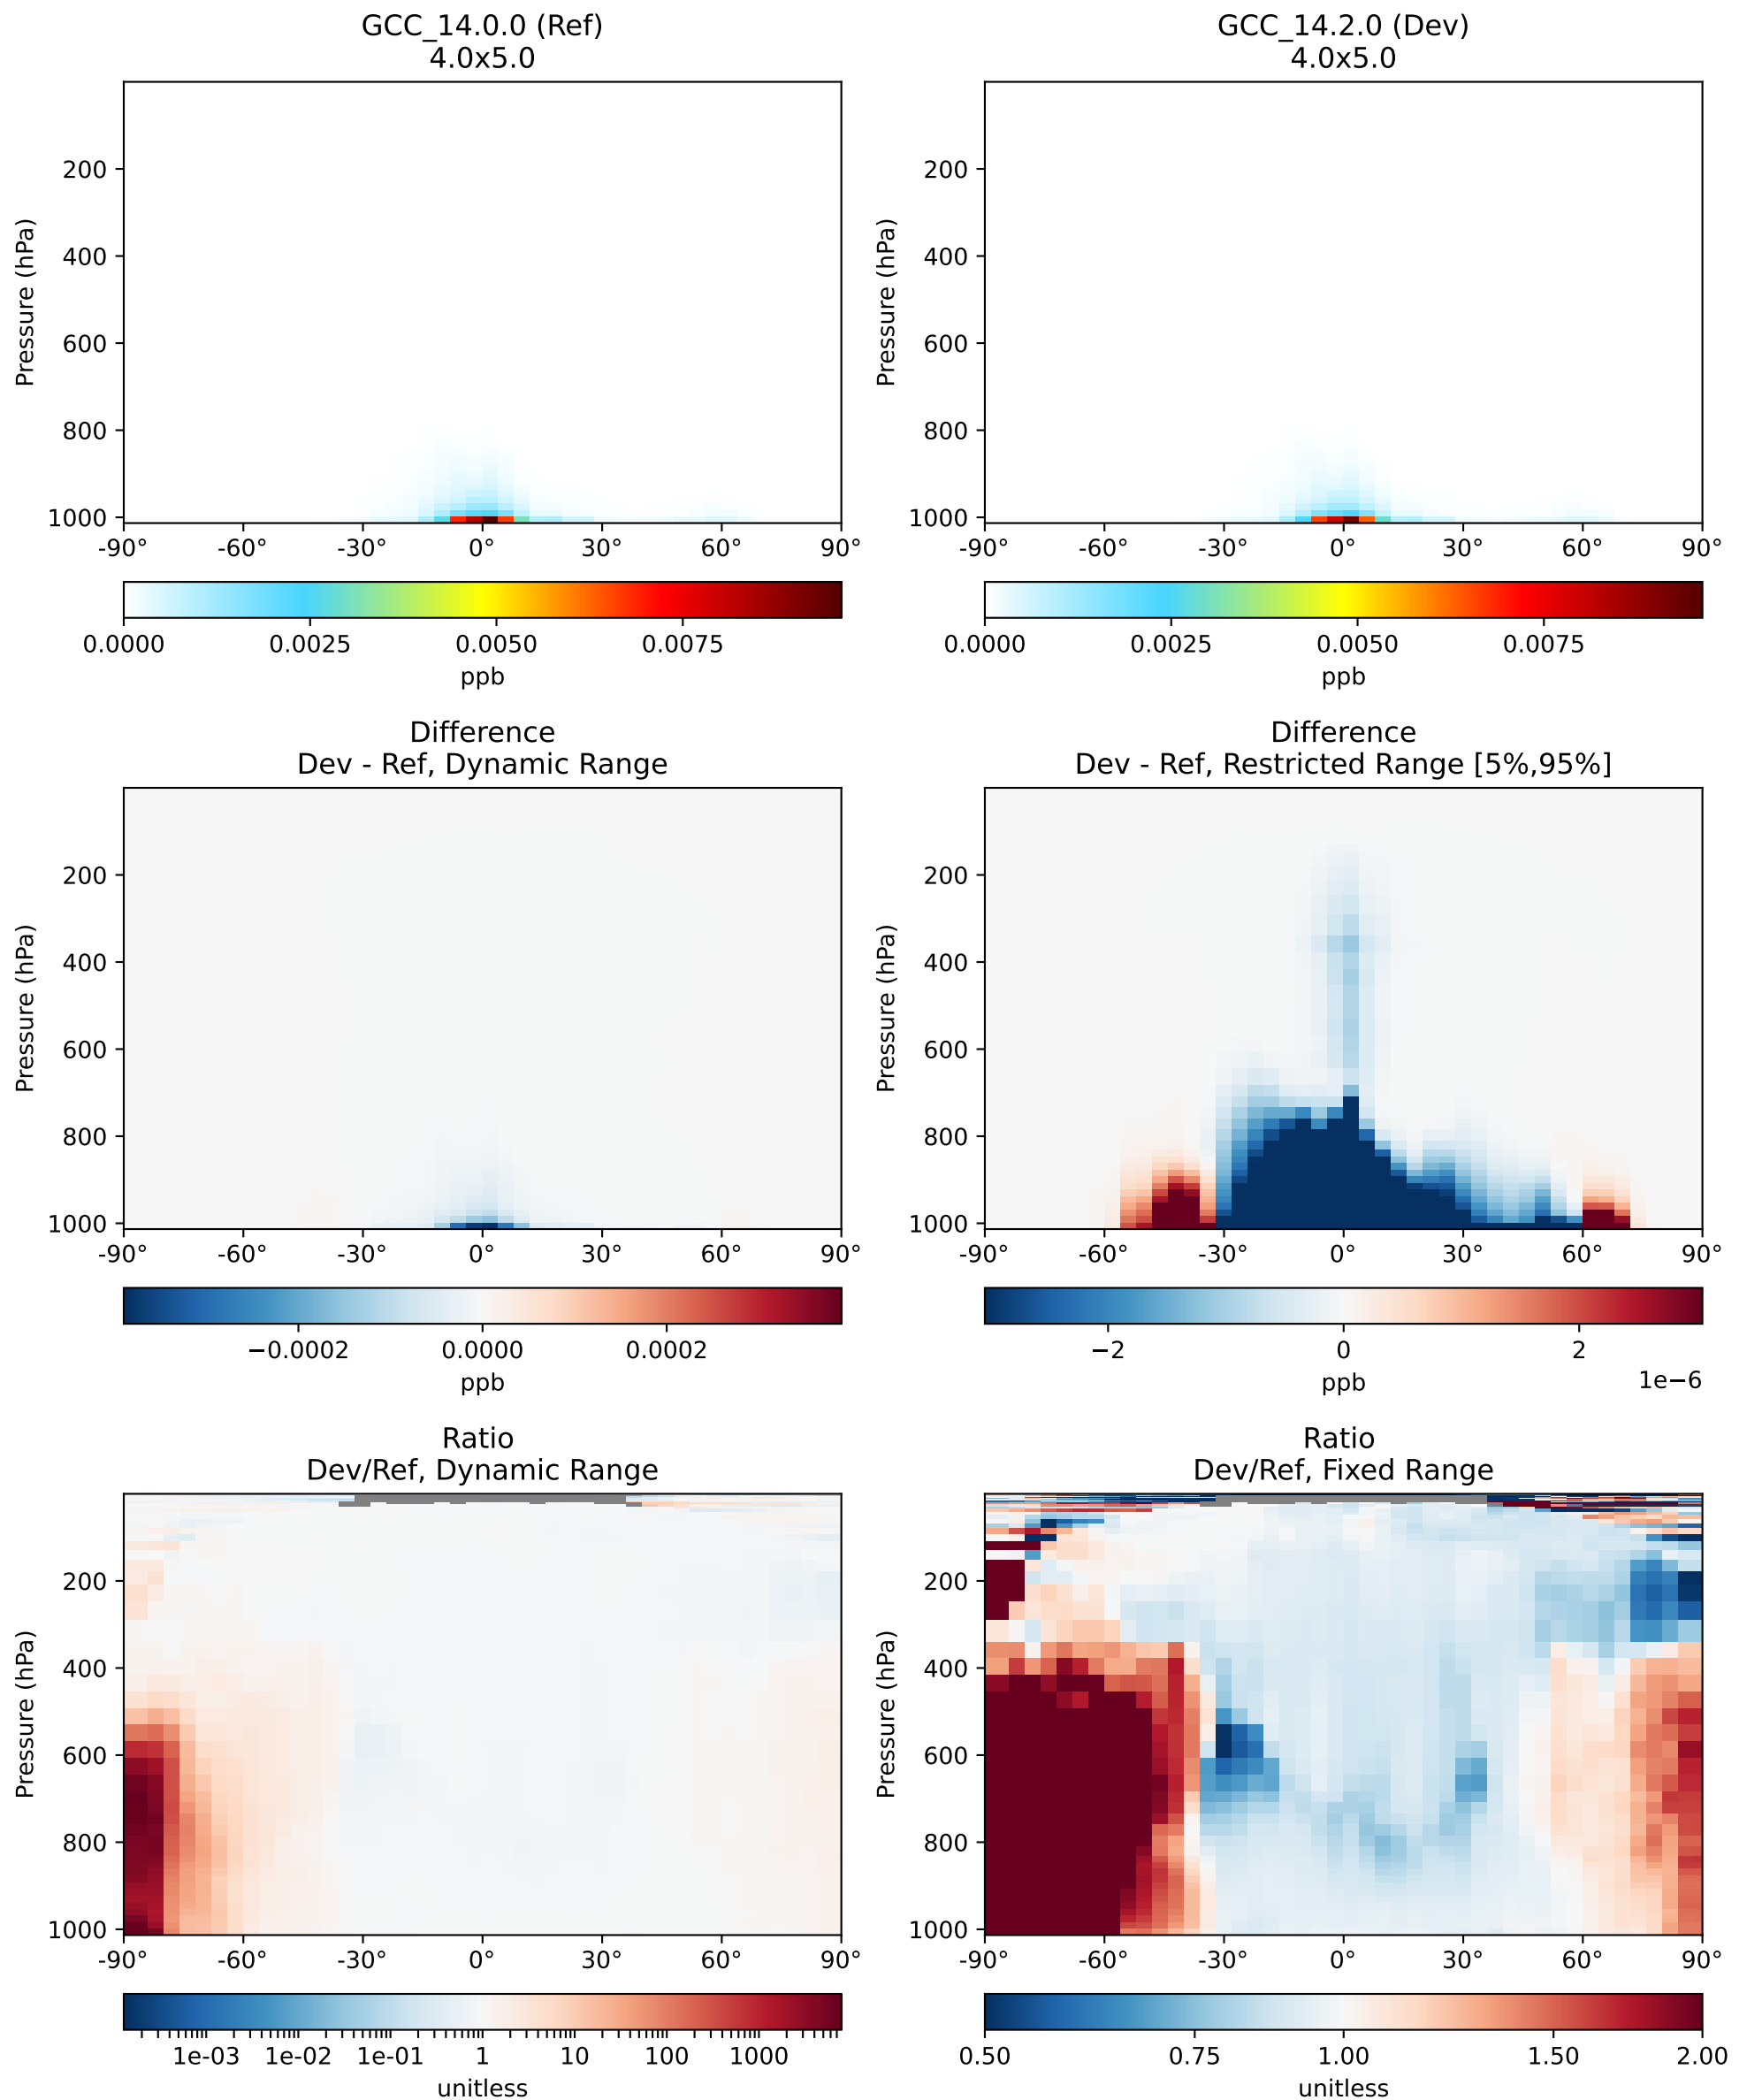 GCC_14.0.0 (Ref)
4.0x5.0
Pressure (hPa)
200
400
600
800
1000
-90° -60° -30° 0° 30° 60° 90°
0.0000 0.0025 0.0050 0.0075
ppb
GCC_14.2.0 (Dev)
4.0x5.0
Pressure (hPa)
200
400
600
800
1000
-90° -60° -30° 0° 30° 60° 90°
0.0000 0.0025 0.0050 0.0075
ppb
Difference
Dev - Ref, Dynamic Range
Pressure (hPa)
200
400
600
800
1000
-90° -60° -30° 0° 30° 60° 90°
−0.0002 0.0000 0.0002
ppb
Difference
Dev - Ref, Restricted Range [5%,95%]
Pressure (hPa)
200
400
600
800
1000
-90° -60° -30° 0° 30° 60° 90°
−2 0 2
1e−6
ppb
Ratio
Dev/Ref, Dynamic Range
Pressure (hPa)
200
400
600
800
1000
-90° -60° -30° 0° 30° 60° 90°
1e-03 1e-02 1e-01 1 10 100 1000
unitless
Ratio
Dev/Ref, Fixed Range
Pressure (hPa)
200
400
600
800
1000
-90° -60° -30° 0° 30° 60° 90°
0.50 0.75 1.00 1.50 2.00
unitless